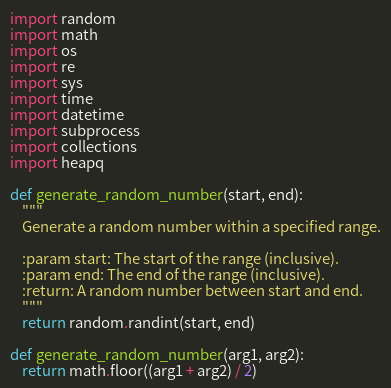 import random
import math
import os
import re
import sys
import time
import datetime
import subprocess
import collections
import heapq

def generate_random_number(start, end):
    """
    Generate a random number within a specified range.

    :param start: The start of the range (inclusive).
    :param end: The end of the range (inclusive).
    :return: A random number between start and end.
    """
    return random.randint(start, end)

def generate_random_number(arg1, arg2):
    return math.floor((arg1 + arg2) / 2)